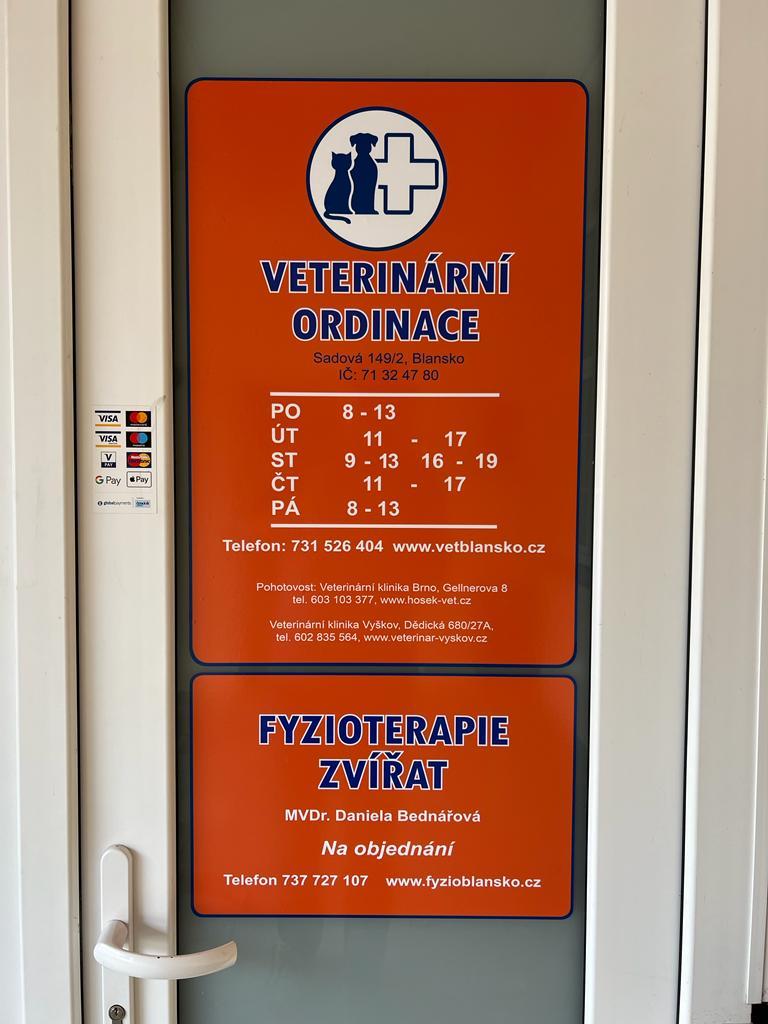 VETERINÁRNÍ
ORDINACE
Sadová 149/2, Blansko
IČ: 71 32 47 80
PO 8 - 13
ÚT 11 - 17
ST 9 - 13 16 - 19
ČT 11 - 17
PÁ 8 - 13
Telefon: 731 526 404 www.vetblansko.cz
Pohotovost: Veterinární klinika Brno, Gellnerova 8
tel. 603 103 377, www.hosek-vet.cz
Veterinární klinika Vyškov, Dědická 680/27A,
tel. 602 835 564, www.veterinar-vyskov.cz
VISA
VISA
V PAY
G Pay Pay
globalpayments
FYZIOTERAPIE
ZVÍŘAT
MVDr. Daniela Bednářová
Na objednání
Telefon 737 727 107 www.fyzioblansko.cz